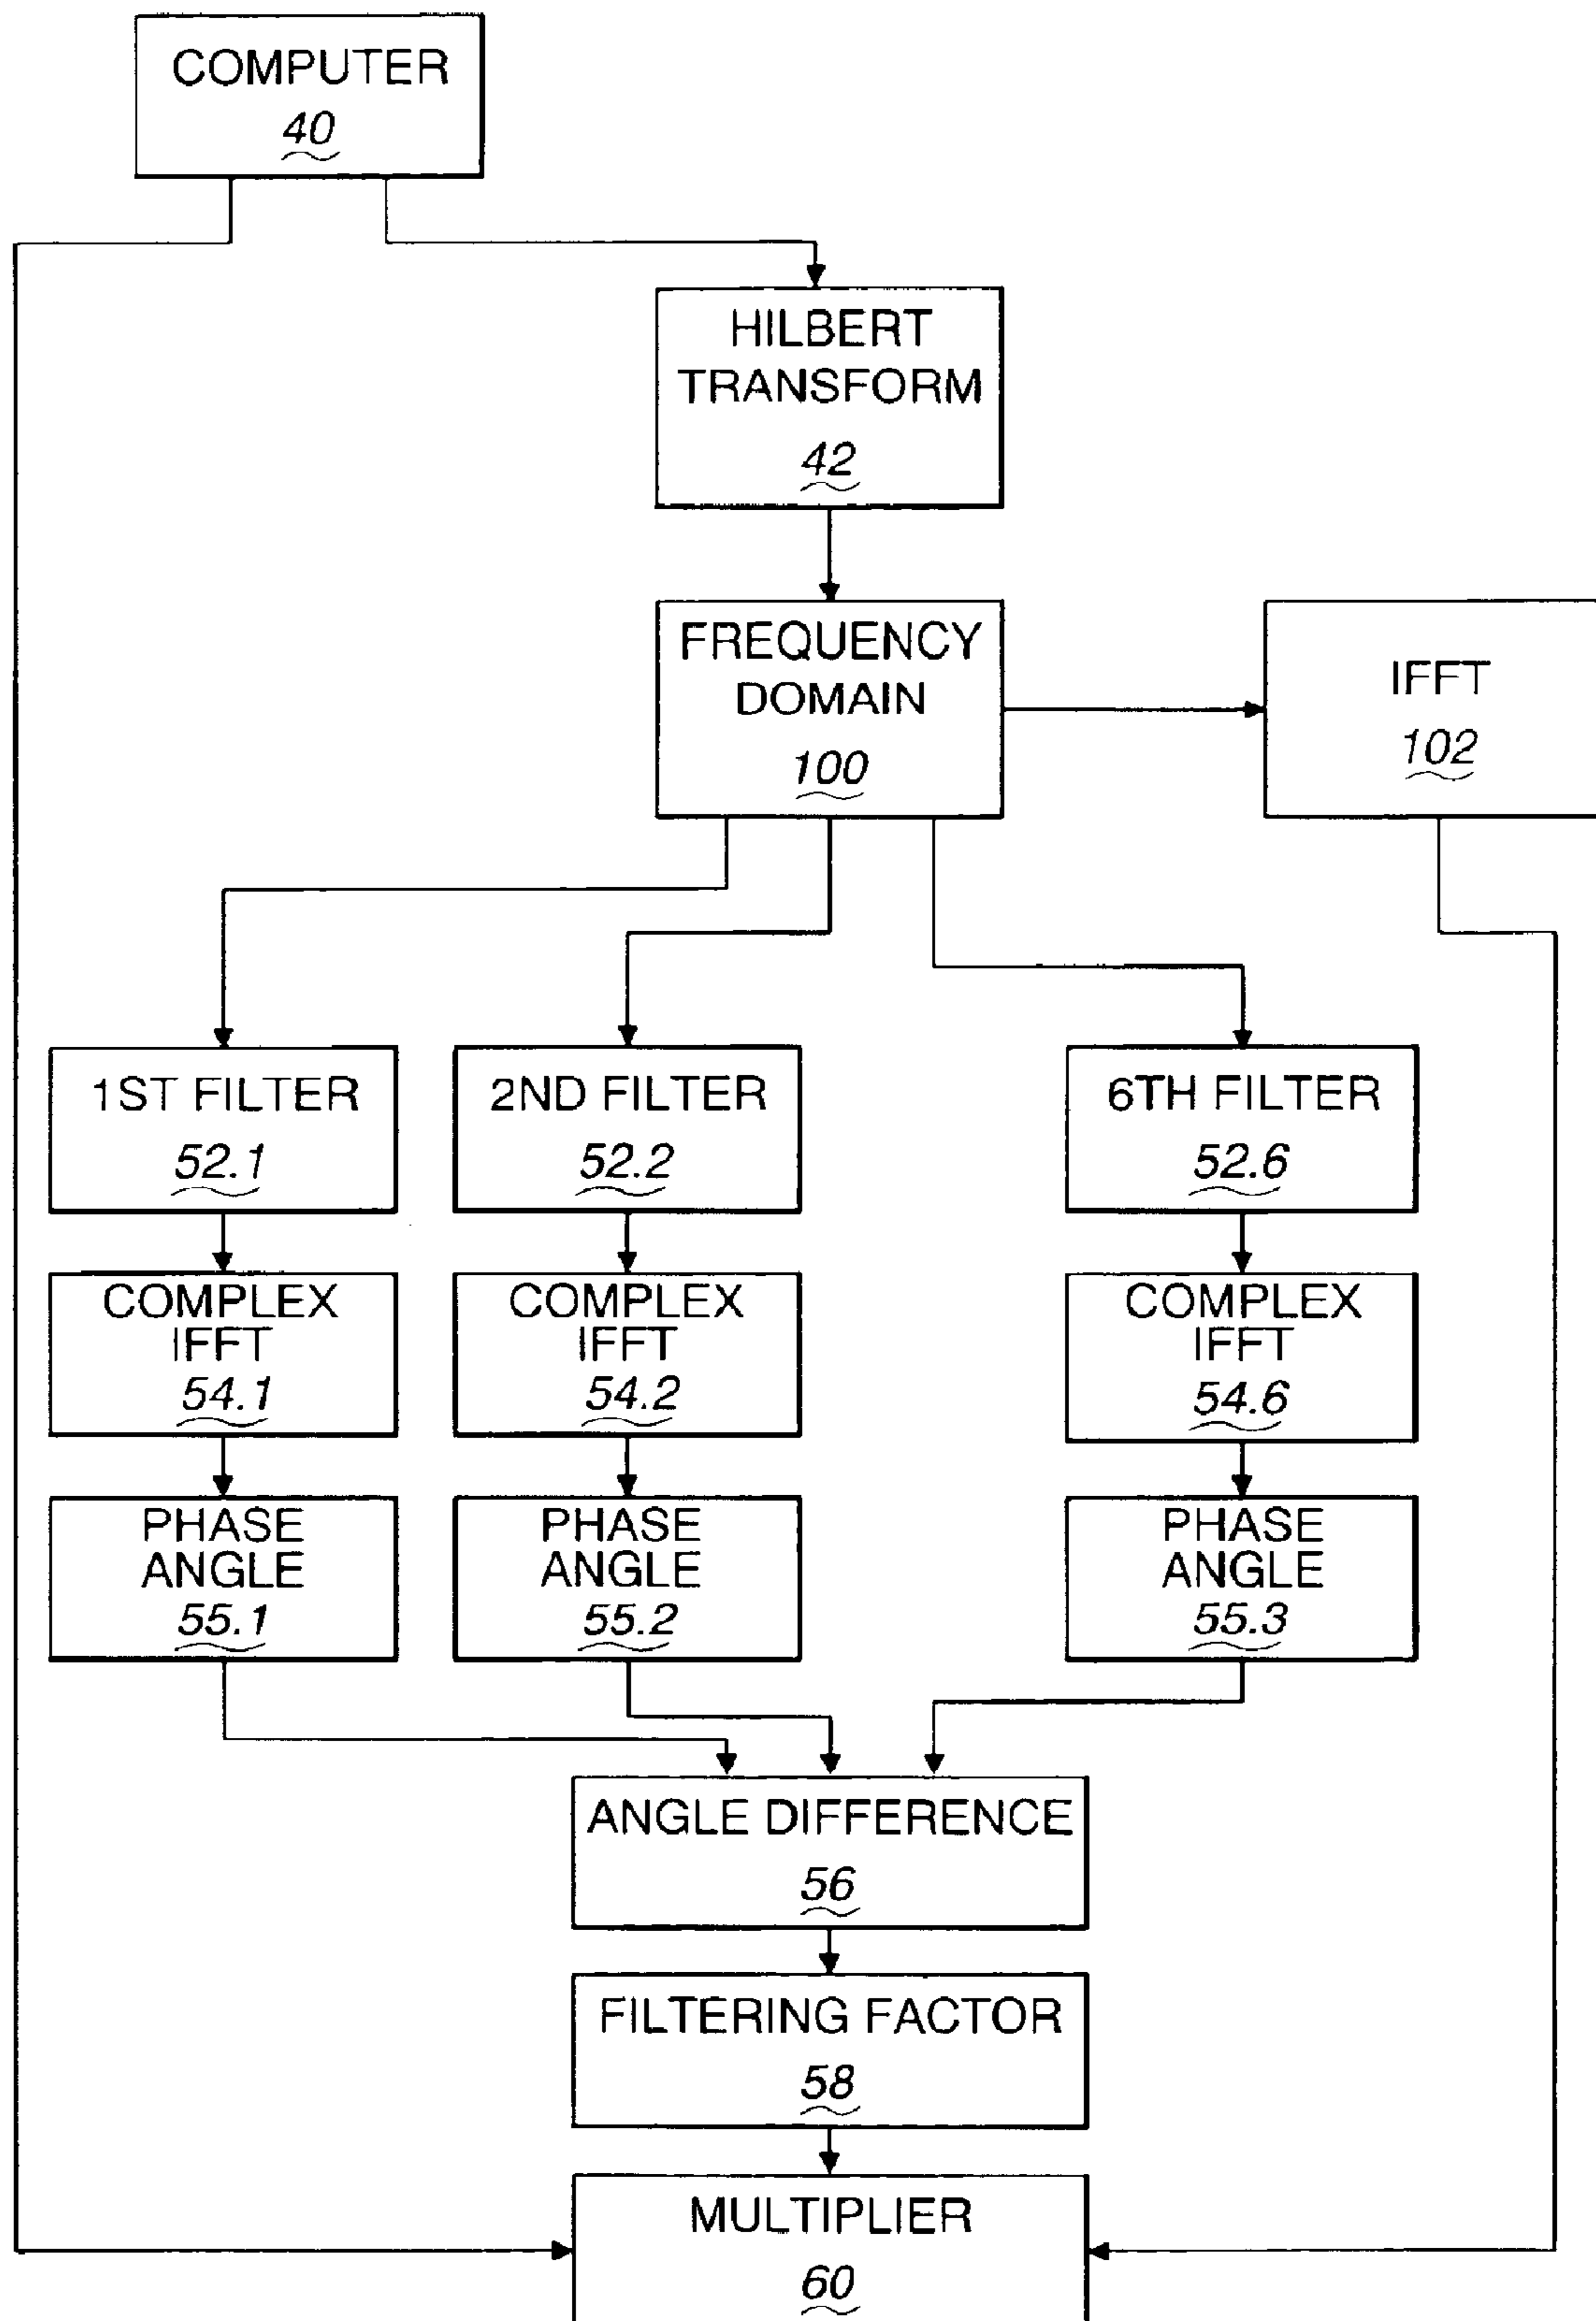 COMPUTER
40
HILBERT
TRANSFORM
42
FREQUENCY
DOMAIN
100
IFFT
102
1ST FILTER
52.1
2ND FILTER
52.2
6TH FILTER
52.6
COMPLEX
IFFT
54.1
COMPLEX
IFFT
54.2
COMPLEX
IFFT
54.6
PHASE
ANGLE
55.1
PHASE
ANGLE
55.2
PHASE
ANGLE
55.3
ANGLE DIFFERENCE
56
FILTERING FACTOR
58
MULTIPLIER
60